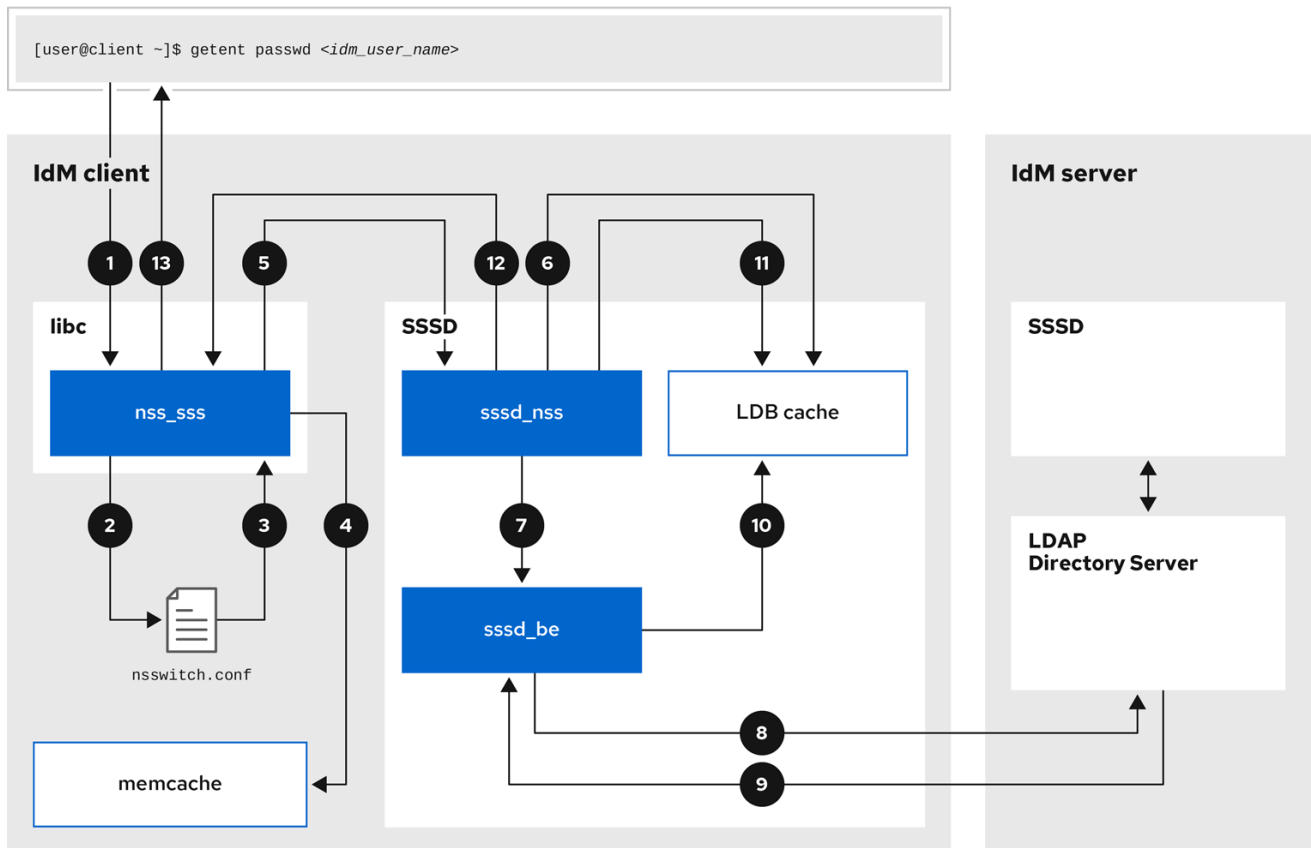 [user@client ~]$ getent passwd <idm_user_name>
IdM client
IdM server
1
13
5
12
6
11
libc
SSSD
SSSD
nss_sss
sssd_nss
LDB cache
2
3
4
7
10
LDAP
Directory Server
sssd_be
nsswitch.conf
8
memcache
9